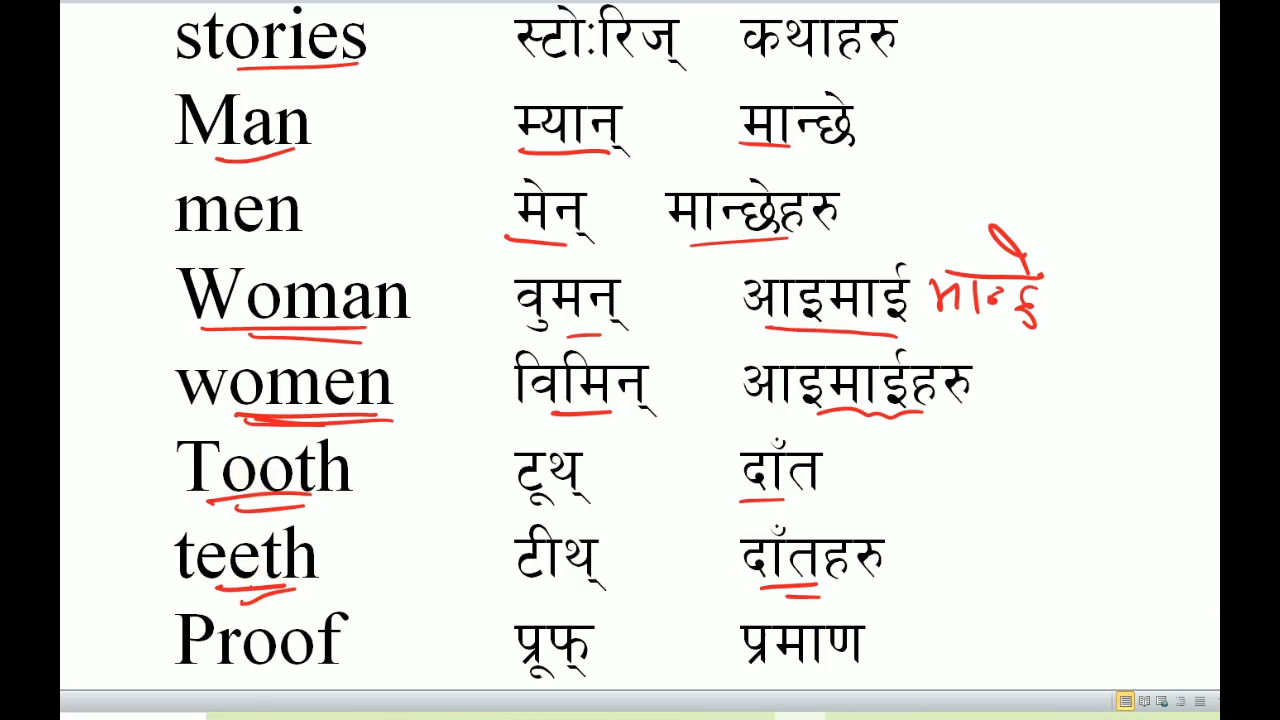 stories स्टोःरिज् कथाहरु
Man म्यान् मान्छे
men मेन् मान्छेहरु
Woman वुमन् आइमाई मान्छे
women विमिन् आइमाईहरु
Tooth टूथ् दाँत
teeth टीथ् दाँतहरु
Proof प्रूफ् प्रमाण